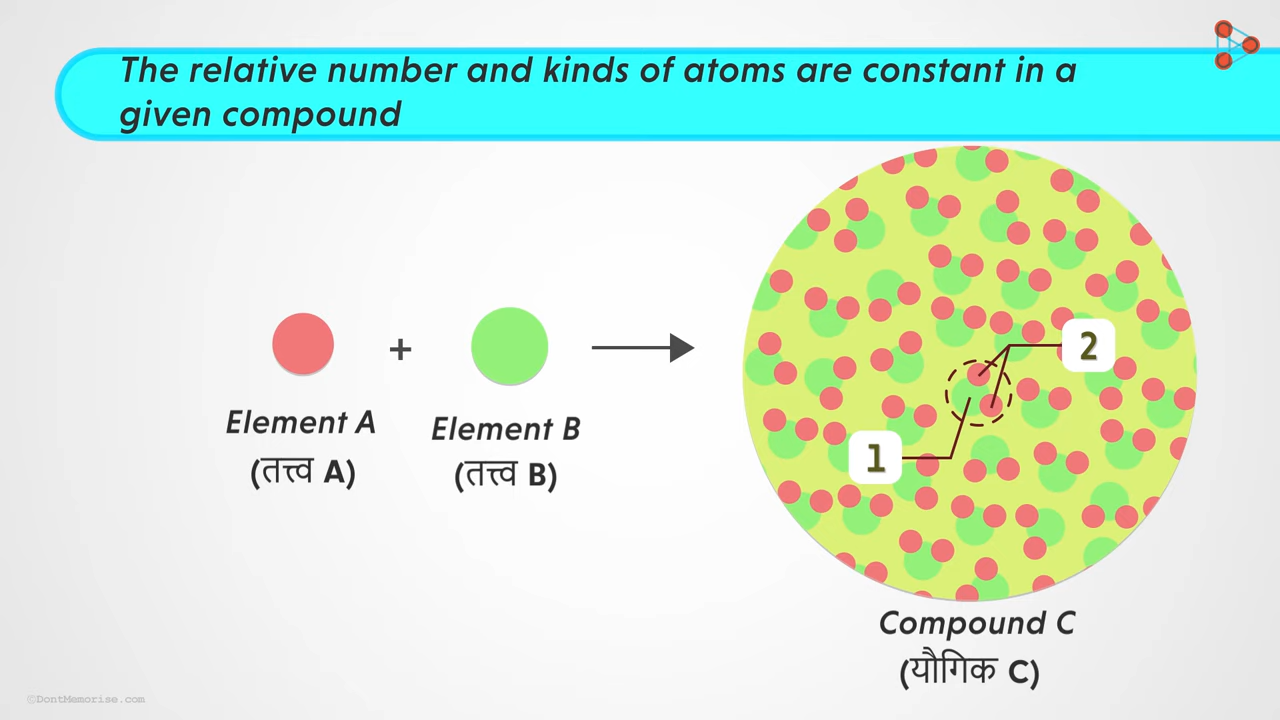 The relative number and kinds of atoms are constant in a
given compound
+
Element A
(तत्त्व A)
Element B
(तत्त्व B)
2
1
Compound C
(यौगिक C)
©DontMemorise.com